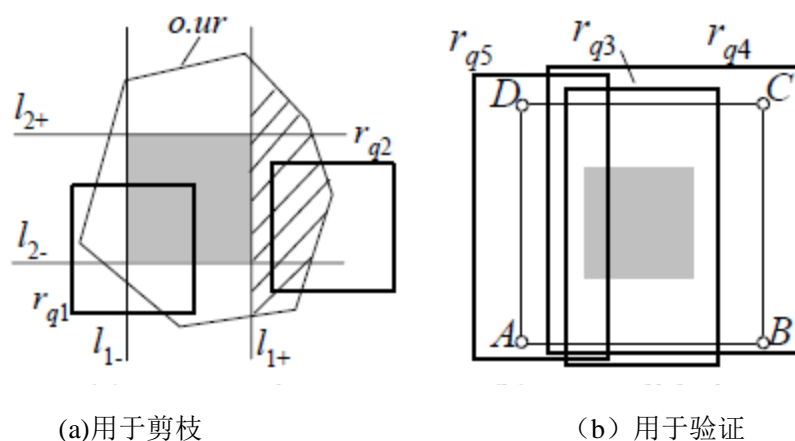 o.ur
l2+
rq2
l2-
rq1
l1-
l1+
rq5
rq3
rq4
D
C
A
B
(a)用于剪枝
（b）用于验证